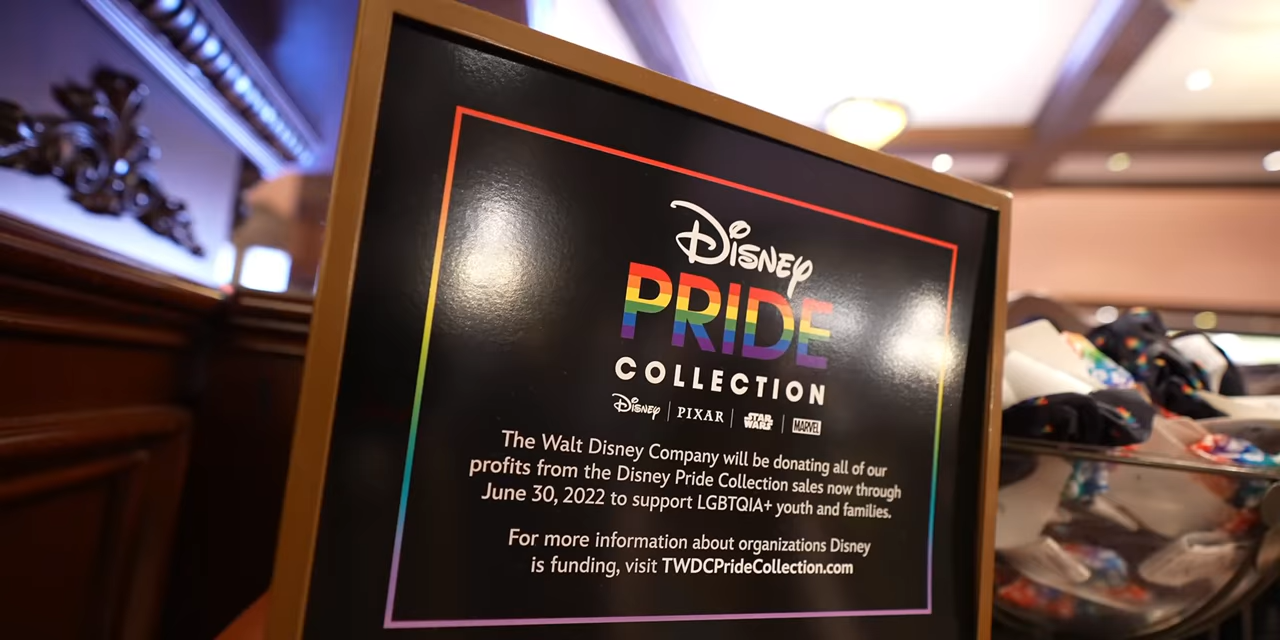 Disney
PRIDE
COLLECTION
Disney | PIXAR | STAR WARS | MARVEL
The Walt Disney Company will be donating all of our
profits from the Disney Pride Collection sales now through
June 30, 2022 to support LGBTQIA+ youth and families.
For more information about organizations Disney
is funding, visit TWDCPrideCollection.com